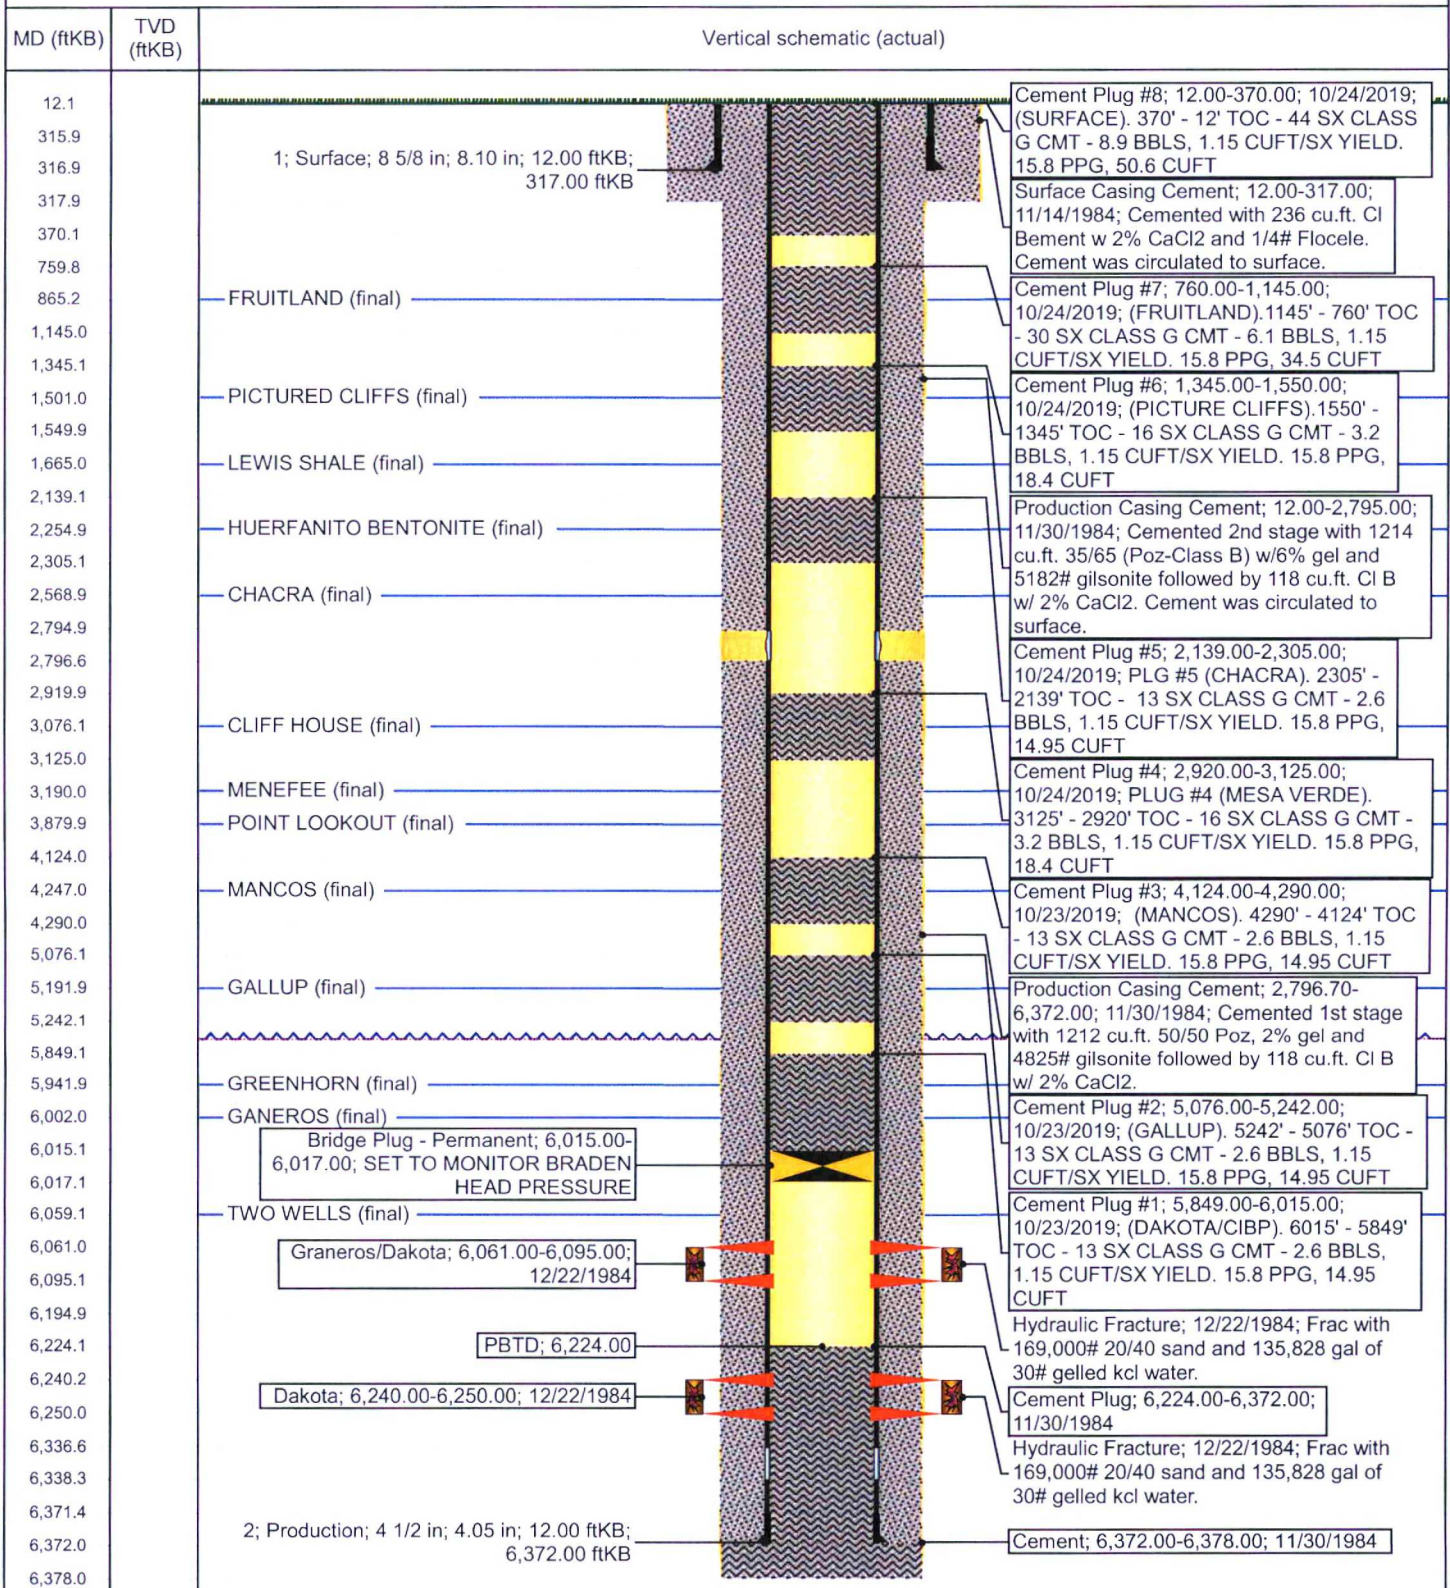 MD (ftKB)
TVD
(ftKB)
Vertical schematic (actual)
12.1
315.9
316.9
317.9
370.1
759.8
865.2
1,145.0
1,345.1
1,501.0
1,549.9
1,665.0
2,139.1
2,254.9
2,305.1
2,568.9
2,794.9
2,796.6
2,919.9
3,076.1
3,125.0
3,190.0
3,879.9
4,124.0
4,247.0
4,290.0
5,076.1
5,191.9
5,242.1
5,849.1
5,941.9
6,002.0
6,015.1
6,017.1
6,059.1
6,061.0
6,095.1
6,194.9
6,224.1
6,240.2
6,250.0
6,336.6
6,338.3
6,371.4
6,372.0
6,378.0
1; Surface; 8 5/8 in; 8.10 in; 12.00 ftKB;
317.00 ftKB
FRUITLAND (final)
PICTURED CLIFFS (final)
LEWIS SHALE (final)
HUERFANITO BENTONITE (final)
CHACRA (final)
CLIFF HOUSE (final)
MENEFEE (final)
POINT LOOKOUT (final)
MANCOS (final)
GALLUP (final)
GREENHORN (final)
GANEROS (final)
Bridge Plug - Permanent; 6,015.00-
6,017.00; SET TO MONITOR BRADEN
HEAD PRESSURE
TWO WELLS (final)
Graneros/Dakota; 6,061.00-6,095.00;
12/22/1984
PBTD; 6,224.00
Dakota; 6,240.00-6,250.00; 12/22/1984
2; Production; 4 1/2 in; 4.05 in; 12.00 ftKB;
6,372.00 ftKB
Cement Plug #8; 12.00-370.00; 10/24/2019;
(SURFACE). 370' - 12' TOC - 44 SX CLASS
G CMT - 8.9 BBLS, 1.15 CUFT/SX YIELD.
15.8 PPG, 50.6 CUFT
Surface Casing Cement; 12.00-317.00;
11/14/1984; Cemented with 236 cu.ft. Cl
Bement w 2% CaCl2 and 1/4# Flocele.
Cement was circulated to surface.
Cement Plug #7; 760.00-1,145.00;
10/24/2019; (FRUITLAND).1145' - 760' TOC
- 30 SX CLASS G CMT - 6.1 BBLS, 1.15
CUFT/SX YIELD. 15.8 PPG, 34.5 CUFT
Cement Plug #6; 1,345.00-1,550.00;
10/24/2019; (PICTURE CLIFFS).1550' -
1345' TOC - 16 SX CLASS G CMT - 3.2
BBLS, 1.15 CUFT/SX YIELD. 15.8 PPG,
18.4 CUFT
Production Casing Cement; 12.00-2,795.00;
11/30/1984; Cemented 2nd stage with 1214
cu.ft. 35/65 (Poz-Class B) w/6% gel and
5182# gilsonite followed by 118 cu.ft. Cl B
w/ 2% CaCl2. Cement was circulated to
surface.
Cement Plug #5; 2,139.00-2,305.00;
10/24/2019; PLG #5 (CHACRA). 2305' -
2139' TOC - 13 SX CLASS G CMT - 2.6
BBLS, 1.15 CUFT/SX YIELD. 15.8 PPG,
14.95 CUFT
Cement Plug #4; 2,920.00-3,125.00;
10/24/2019; PLUG #4 (MESA VERDE).
3125' - 2920' TOC - 16 SX CLASS G CMT -
3.2 BBLS, 1.15 CUFT/SX YIELD. 15.8 PPG,
18.4 CUFT
Cement Plug #3; 4,124.00-4,290.00;
10/23/2019; (MANCOS). 4290' - 4124' TOC
- 13 SX CLASS G CMT - 2.6 BBLS, 1.15
CUFT/SX YIELD. 15.8 PPG, 14.95 CUFT
Production Casing Cement; 2,796.70-
6,372.00; 11/30/1984; Cemented 1st stage
with 1212 cu.ft. 50/50 Poz, 2% gel and
4825# gilsonite followed by 118 cu.ft. Cl B
w/ 2% CaCl2.
Cement Plug #2; 5,076.00-5,242.00;
10/23/2019; (GALLUP). 5242' - 5076' TOC -
13 SX CLASS G CMT - 2.6 BBLS, 1.15
CUFT/SX YIELD. 15.8 PPG, 14.95 CUFT
Cement Plug #1; 5,849.00-6,015.00;
10/23/2019; (DAKOTA/CIBP). 6015' - 5849'
TOC - 13 SX CLASS G CMT - 2.6 BBLS,
1.15 CUFT/SX YIELD. 15.8 PPG, 14.95
CUFT
Hydraulic Fracture; 12/22/1984; Frac with
169,000# 20/40 sand and 135,828 gal of
30# gelled kcl water.
Cement Plug; 6,224.00-6,372.00;
11/30/1984
Hydraulic Fracture; 12/22/1984; Frac with
169,000# 20/40 sand and 135,828 gal of
30# gelled kcl water.
Cement; 6,372.00-6,378.00; 11/30/1984